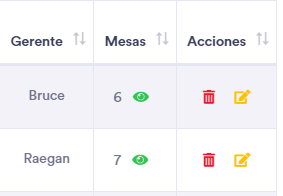 Gerente Mesas Acciones
Bruce 6
Raegan 7